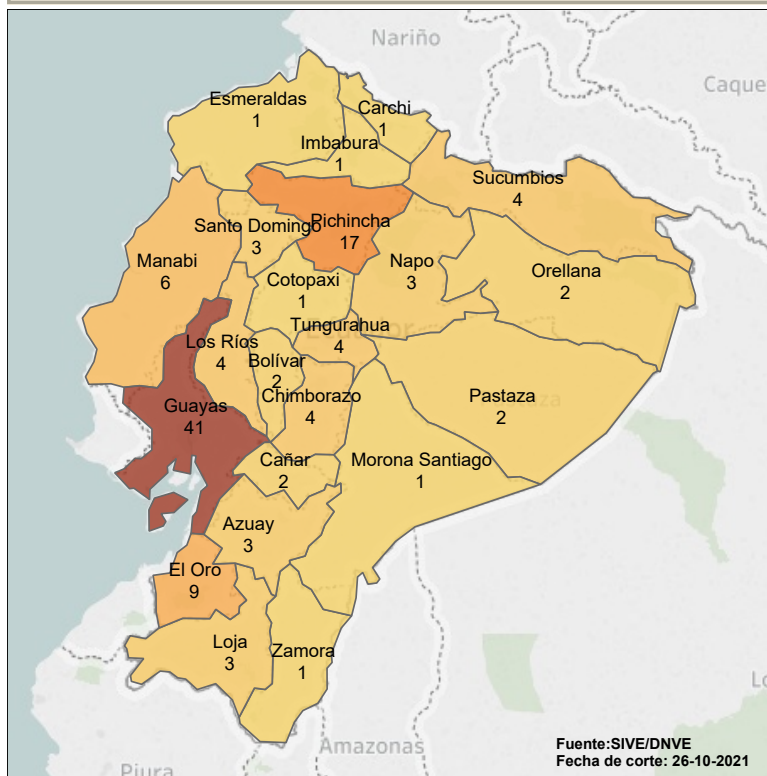 Nariño
Caque
Esmeraldas
1
Carchi
1
Imbabura
1
Sucumbios
4
Pichincha
17
Santo Domingo
3
Manabi
6
Napo
3
Orellana
2
Cotopaxi
1
Tungurahua
4
Los Ríos
4
Bolívar
2
Chimborazo
4
Pastaza
2
Guayas
41
Cañar
2
Morona Santiago
1
Azuay
3
El Oro
9
Loja
3
Zamora
1
Lo
Amazonas
Piura
Fuente:SIVE/DNVE
Fecha de corte: 26-10-2021